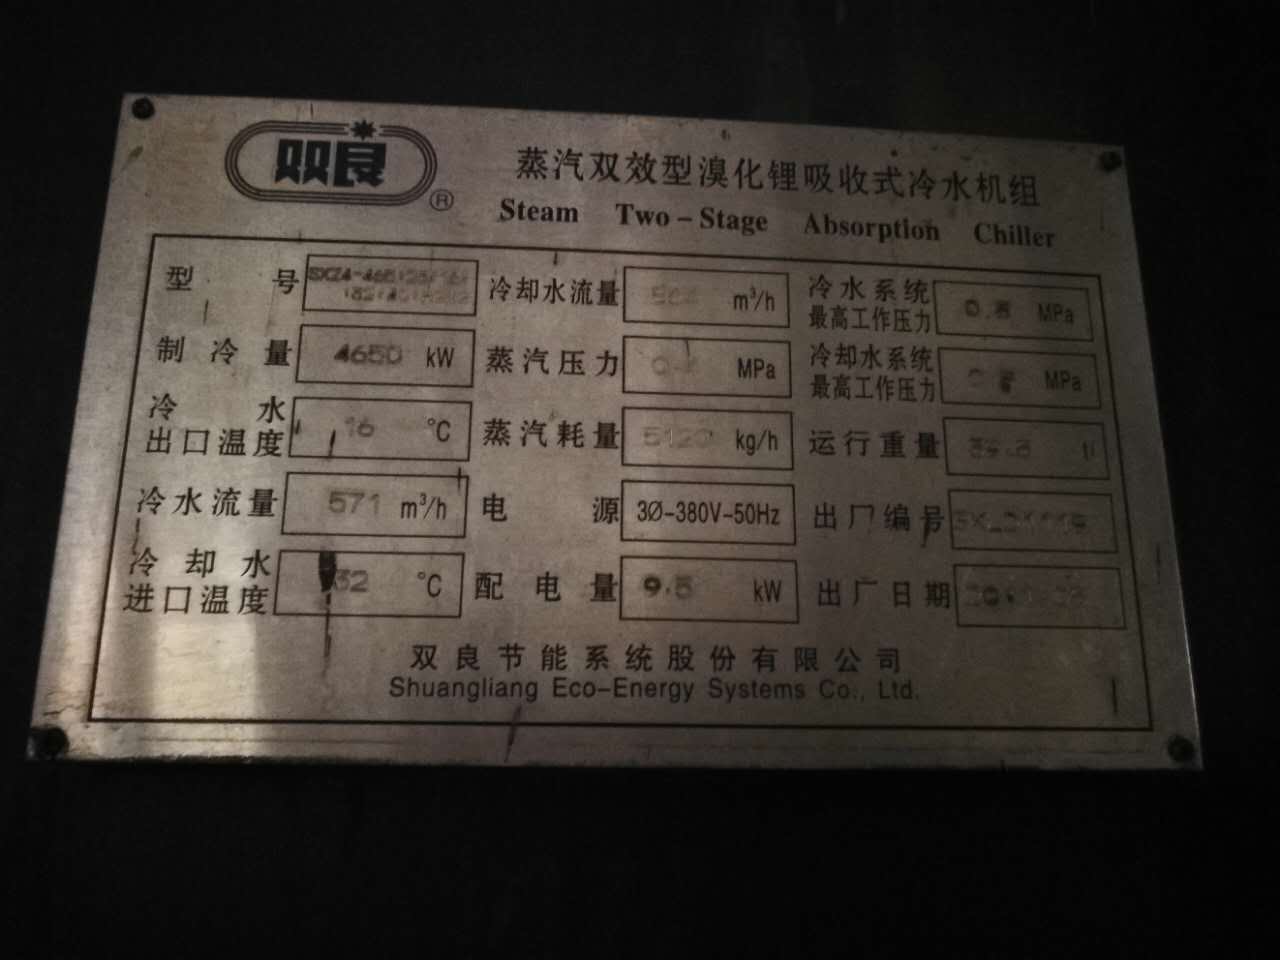 双良
®
蒸汽双效型溴化锂吸收式冷水机组
Steam Two-Stage Absorption Chiller
型号
制冷量 4650 kW
冷水出口温度 16 °C
冷水流量 571 m³/h
冷却水进口温度 32 °C
冷却水流量 m³/h
蒸汽压力 MPa
蒸汽耗量 kg/h
电源 3Ø-380V-50Hz
配电量 9.5 kW
冷水系统
最高工作压力 0.8 MPa
冷却水系统
最高工作压力 MPa
运行重量 t
出厂编号
出厂日期
双良节能系统股份有限公司
Shuangliang Eco-Energy Systems Co., Ltd.